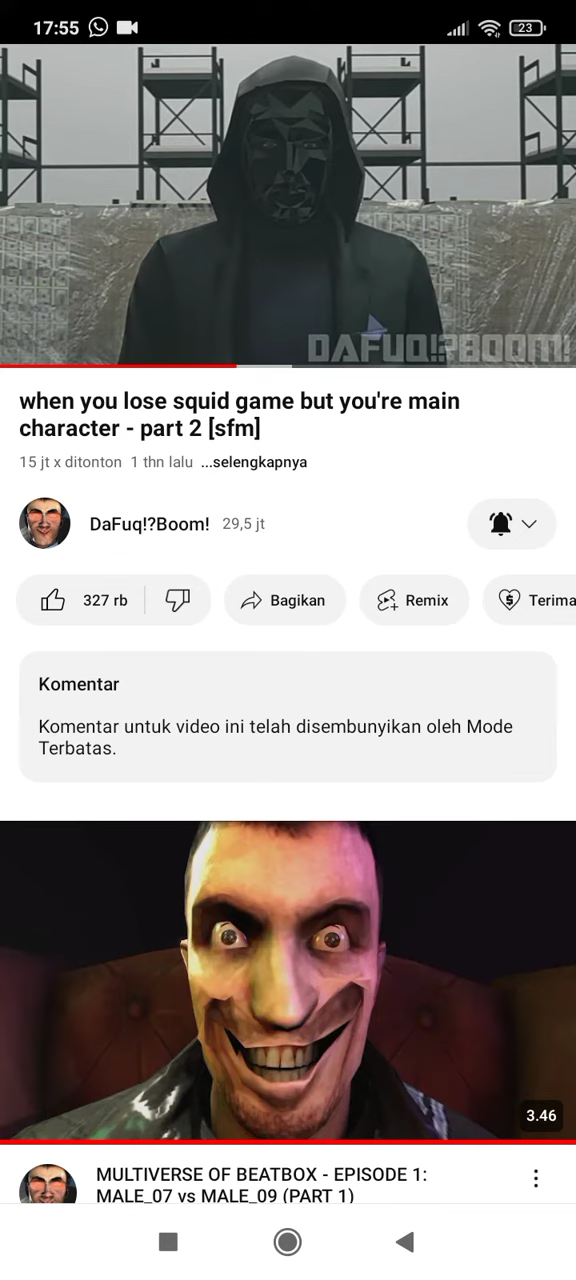 17:55
23
DAFUQ!?BOOM!
when you lose squid game but you're main
character - part 2 [sfm]
15 jt x ditonton 1 thn lalu ...selengkapnya
DaFuq!?Boom! 29,5 jt
327 rb Bagikan Remix Terima
Komentar
Komentar untuk video ini telah disembunyikan oleh Mode
Terbatas.
3.46
MULTIVERSE OF BEATBOX - EPISODE 1:
MALE_07 vs MALE_09 (PART 1)